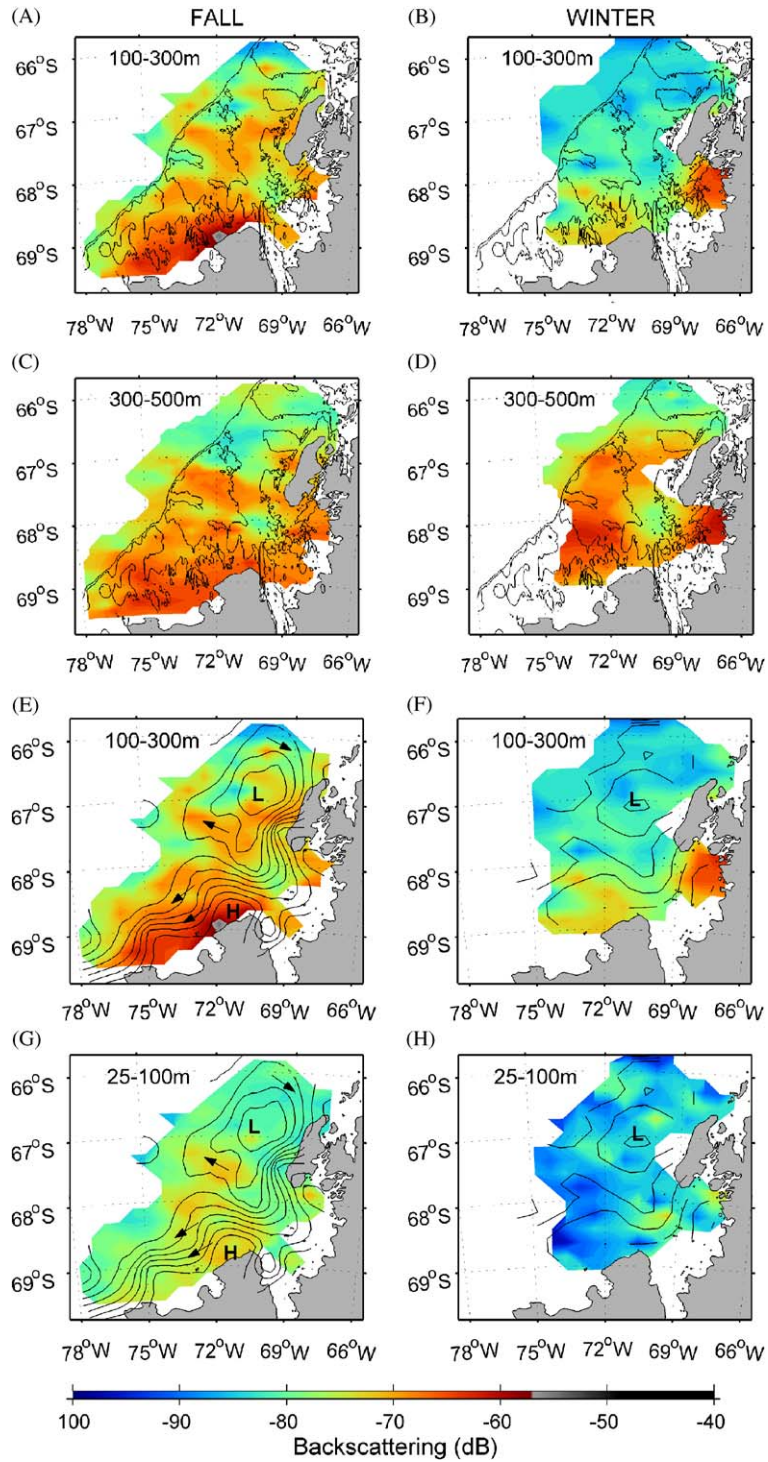 (A) FALL (B) WINTER
100-300m 100-300m
66°S 66°S
67°S 67°S
68°S 68°S
69°S 69°S
78°W 75°W 72°W 69°W 66°W 78°W 75°W 72°W 69°W 66°W
(C) (D)
300-500m 300-500m
66°S 66°S
67°S 67°S
68°S 68°S
69°S 69°S
78°W 75°W 72°W 69°W 66°W 78°W 75°W 72°W 69°W 66°W
(E) (F)
100-300m 100-300m
66°S 66°S
L
67°S 67°S
L
68°S 68°S
H
69°S 69°S
78°W 75°W 72°W 69°W 66°W 78°W 75°W 72°W 69°W 66°W
(G) (H)
25-100m 25-100m
66°S 66°S
L
67°S 67°S
L
68°S 68°S
H
69°S 69°S
78°W 75°W 72°W 69°W 66°W 78°W 75°W 72°W 69°W 66°W
100 -90 -80 -70 -60 -50 -40
Backscattering (dB)